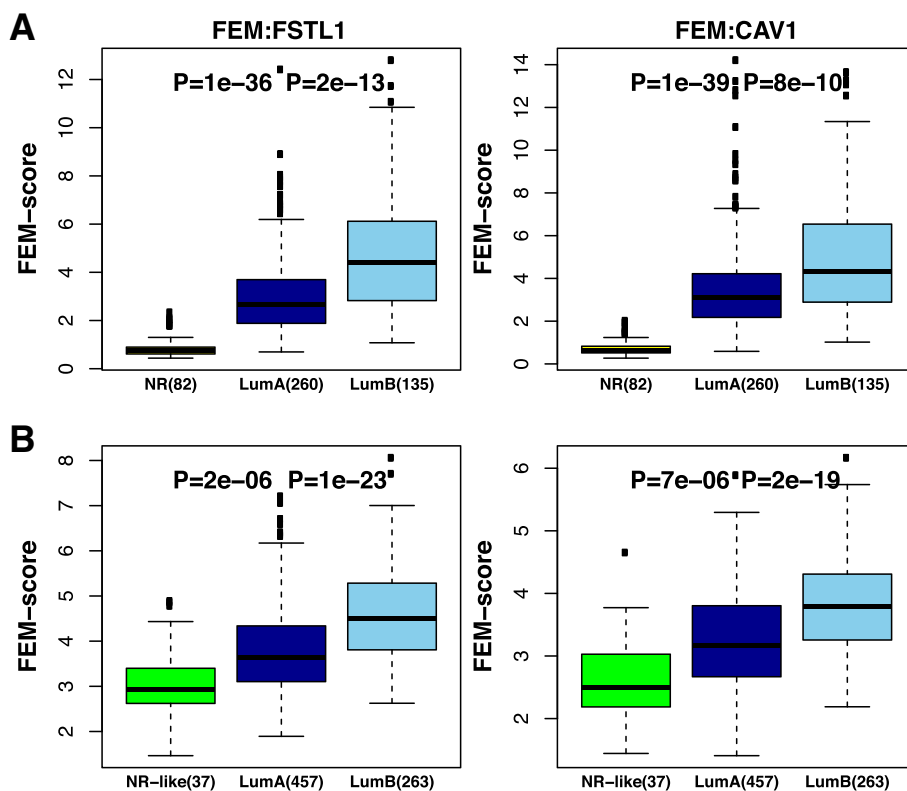 A
FEM:FSTL1
FEM:CAV1
P=1e−36 P=2e−13
P=1e−39 P=8e−10
FEM−score
0 2 4 6 8 10 12
FEM−score
0 2 4 6 8 10 12 14
NR(82) LumA(260) LumB(135)
NR(82) LumA(260) LumB(135)
B
P=2e−06 P=1e−23
P=7e−06 P=2e−19
FEM−score
2 3 4 5 6 7 8
FEM−score
2 3 4 5 6
NR−like(37) LumA(457) LumB(263)
NR−like(37) LumA(457) LumB(263)